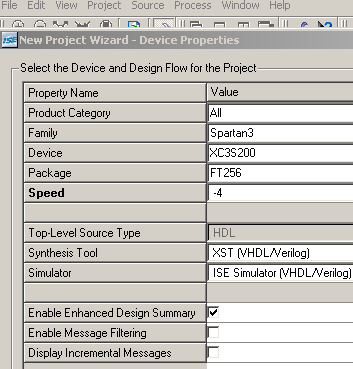 File Edit View Project Source Process Window Help
ISE New Project Wizard - Device Properties
Select the Device and Design Flow for the Project
Property Name Value
Product Category All
Family Spartan3
Device XC3S200
Package FT256
Speed -4
Top-Level Source Type HDL
Synthesis Tool XST (VHDL/Verilog)
Simulator ISE Simulator (VHDL/Verilog)
Enable Enhanced Design Summary
Enable Message Filtering
Display Incremental Messages